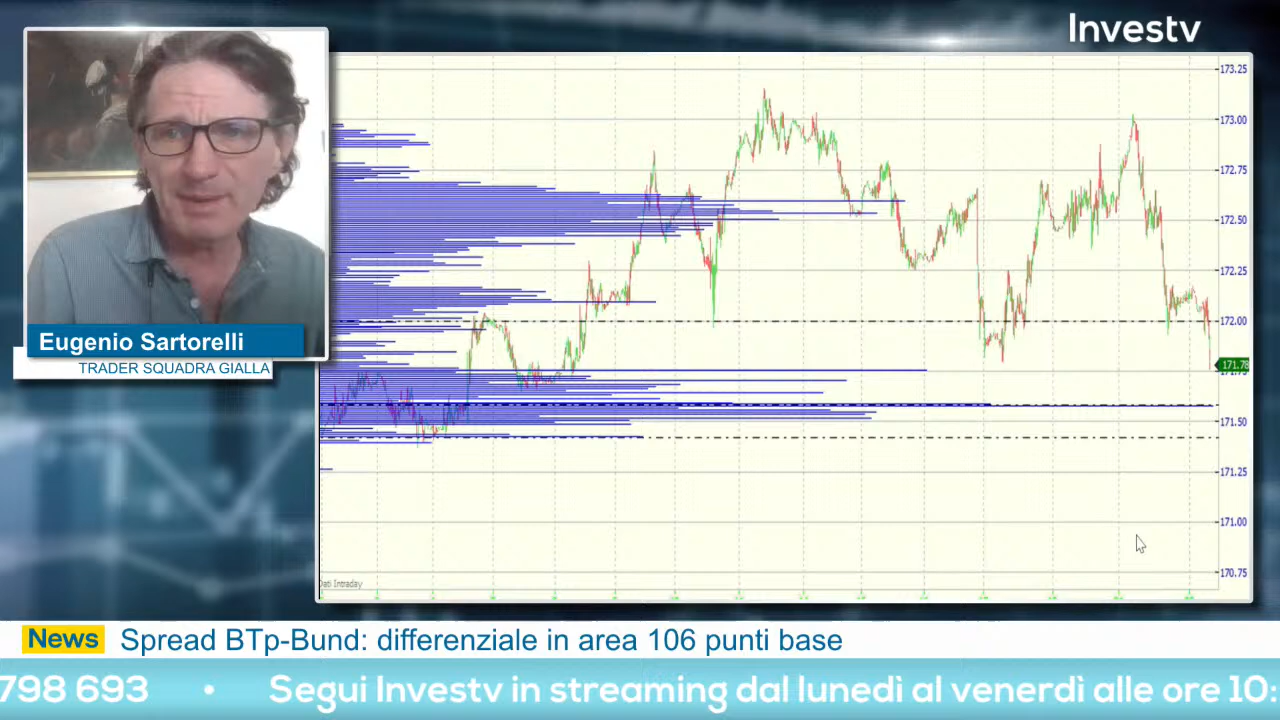 Investv
173.25
173.00
172.75
172.50
172.25
172.00
171.78
171.75
171.50
171.25
171.00
170.75
Dati Intraday
Eugenio Sartorelli
TRADER SQUADRA GIALLA
News Spread BTp-Bund: differenziale in area 106 punti base
798 693 • Segui Investv in streaming dal lunedì al venerdì alle ore 10: